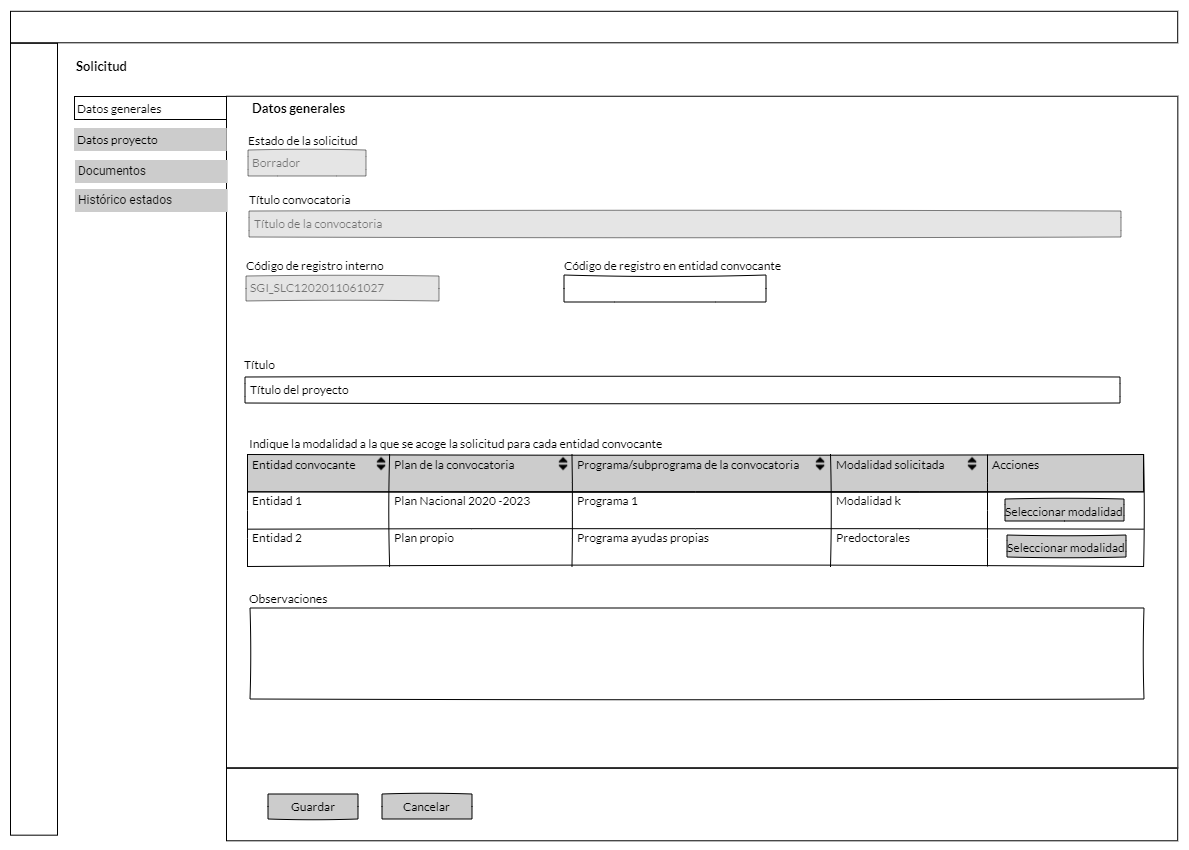 Solicitud
Datos generales
Datos proyecto
Documentos
Histórico estados
Datos generales
Estado de la solicitud
Borrador
Título convocatoria
Título de la convocatoria
Código de registro interno
Código de registro en entidad convocante
SGI_SLC1202011061027
Título
Título del proyecto
Indique la modalidad a la que se acoge la solicitud para cada entidad convocante
Entidad convocante Plan de la convocatoria Programa/subprograma de la convocatoria Modalidad solicitada Acciones
Entidad 1 Plan Nacional 2020 -2023 Programa 1 Modalidad k Seleccionar modalidad
Entidad 2 Plan propio Programa ayudas propias Predoctorales Seleccionar modalidad
Observaciones
Guardar Cancelar